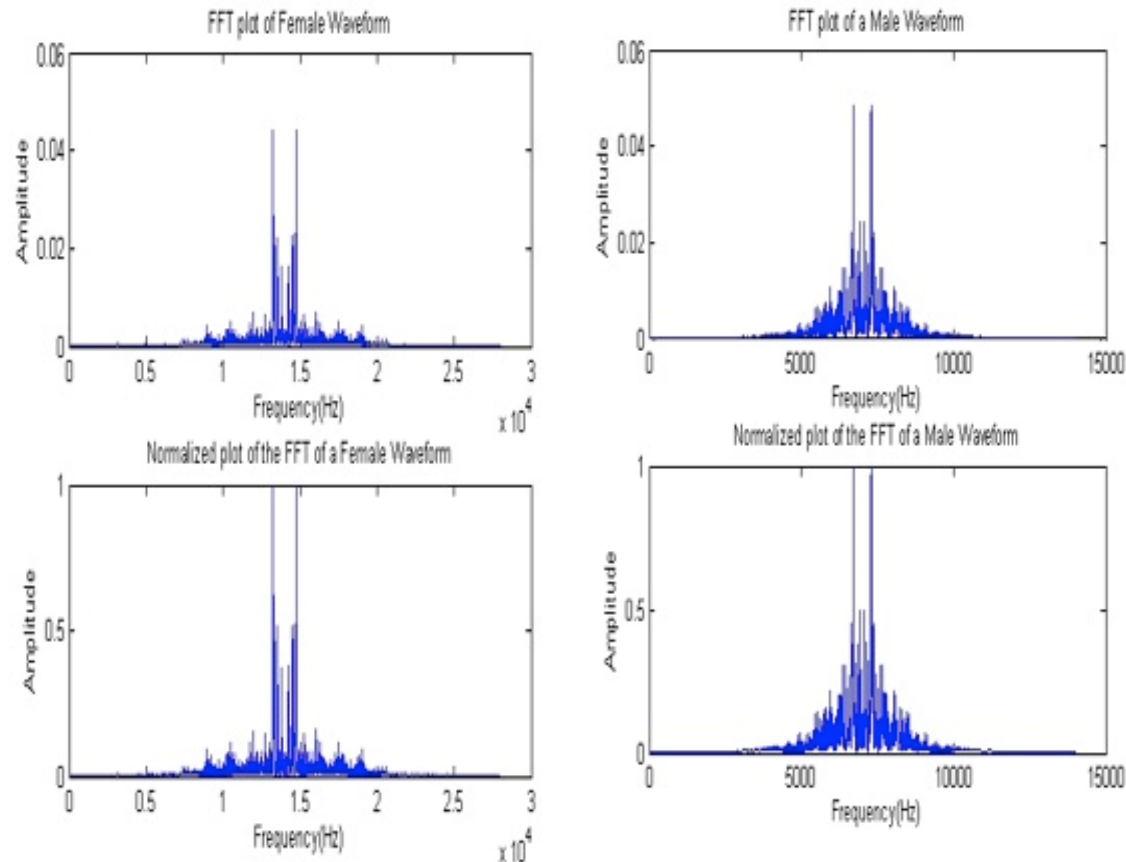 FFT plot of Female Waveform
0.06
0.04
0.02
0
Amplitude
0 0.5 1 1.5 2 2.5 3
Frequency(Hz)
x 10^4
FFT plot of a Male Waveform
0.06
0.04
0.02
0
Amplitude
0 5000 10000 15000
Frequency(Hz)
Normalized plot of the FFT of a Female Waveform
1
0.5
0
Amplitude
0 0.5 1 1.5 2 2.5 3
Frequency(Hz)
x 10^4
Normalized plot of the FFT of a Male Waveform
1
0.5
0
Amplitude
0 5000 10000 15000
Frequency(Hz)